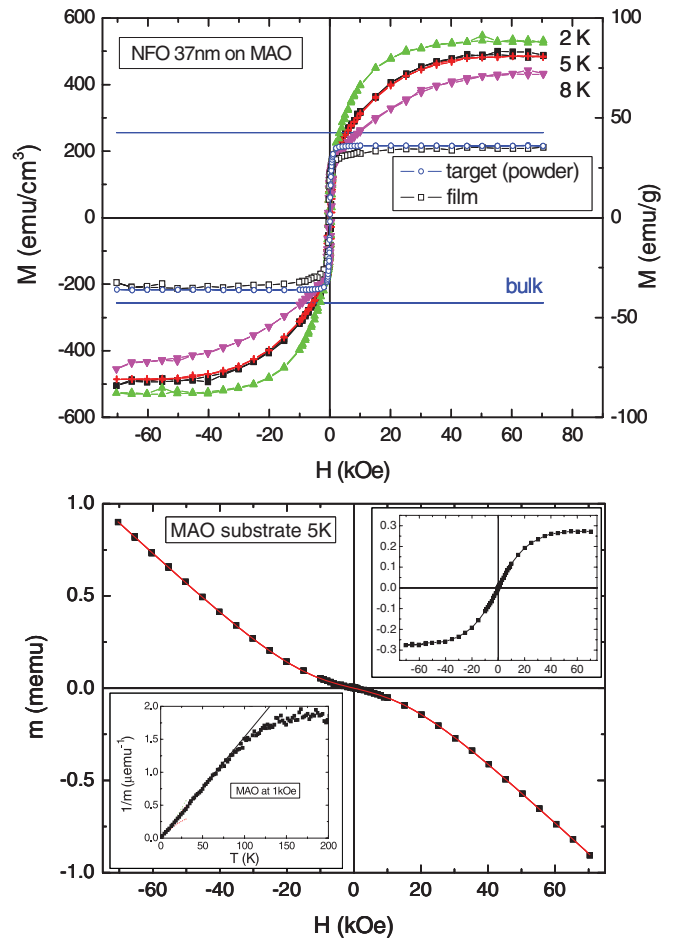 NFO 37nm on MAO
2 K
5 K
8 K
target (powder)
film
bulk
600
400
200
0
-200
-400
-600
M (emu/cm³)
100
50
0
-50
-100
M (emu/g)
-60 -40 -20 0 20 40 60 80
H (kOe)
MAO substrate 5K
1.0
0.5
0.0
-0.5
-1.0
m (memu)
0.3
0.2
0.1
0.0
-0.1
-0.2
-0.3
-60 -40 -20 0 20 40 60
2.0
1.5
1.0
0.5
0.0
1/m (μemu⁻¹)
MAO at 1kOe
0 50 100 150 200
T (K)
-60 -40 -20 0 20 40 60
H (kOe)